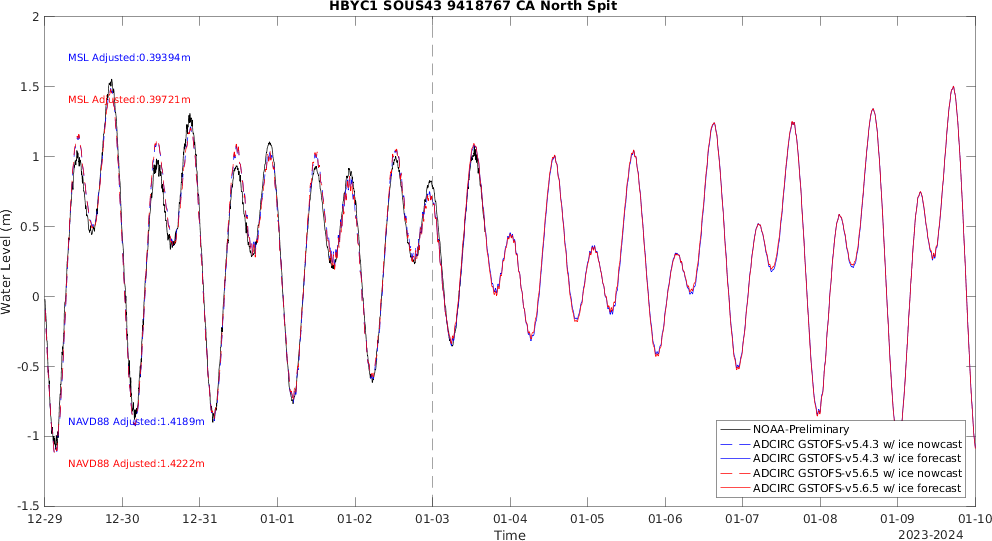 HBYC1 SOUS43 9418767 CA North Spit
Water Level (m)
2
1.5
1
0.5
0
-0.5
-1
-1.5
MSL Adjusted:0.39394m
MSL Adjusted:0.39721m
NAVD88 Adjusted:1.4189m
NAVD88 Adjusted:1.4222m
NOAA-Preliminary
ADCIRC GSTOFS-v5.4.3 w/ ice nowcast
ADCIRC GSTOFS-v5.4.3 w/ ice forecast
ADCIRC GSTOFS-v5.6.5 w/ ice nowcast
ADCIRC GSTOFS-v5.6.5 w/ ice forecast
12-29 12-30 12-31 01-01 01-02 01-03 01-04 01-05 01-06 01-07 01-08 01-09 01-10
Time
2023-2024